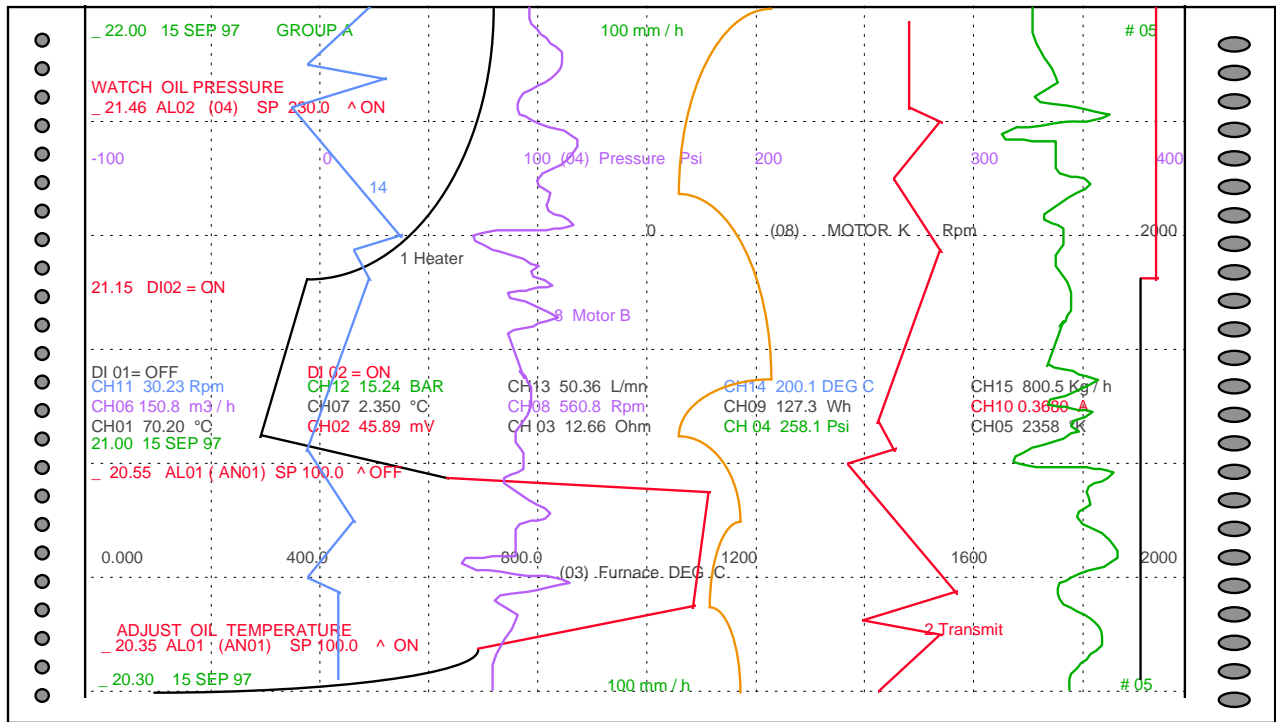 _ 22.00 15 SEP 97 GROUP A 100 mm / h # 05
WATCH OIL PRESSURE
_ 21.46 AL02 (04) SP 230.0 ^ ON
-100 0 100 (04) Pressure Psi 200 300 400
14
0 (08) MOTOR K Rpm 2000
1 Heater
21.15 DI02 = ON
8 Motor B
DI 01= OFF DI 02 = ON
CH11 30.23 Rpm CH12 15.24 BAR CH13 50.36 L/mn CH14 200.1 DEG C CH15 800.5 Kg / h
CH06 150.8 m3 / h CH07 2.350 °C CH08 560.8 Rpm CH09 127.3 Wh CH10 0.3680 A
CH01 70.20 °C CH02 45.89 mV CH 03 12.66 Ohm CH 04 258.1 Psi CH05 2358 °K
21.00 15 SEP 97
_ 20.55 AL01 ( AN01) SP 100.0 ^ OFF
0.000 400.0 800.0 1200 1600 2000
(03) Furnace DEG C
ADJUST OIL TEMPERATURE
2 Transmit
_ 20.35 AL01 (AN01) SP 100.0 ^ ON
_ 20.30 15 SEP 97 100 mm / h # 05